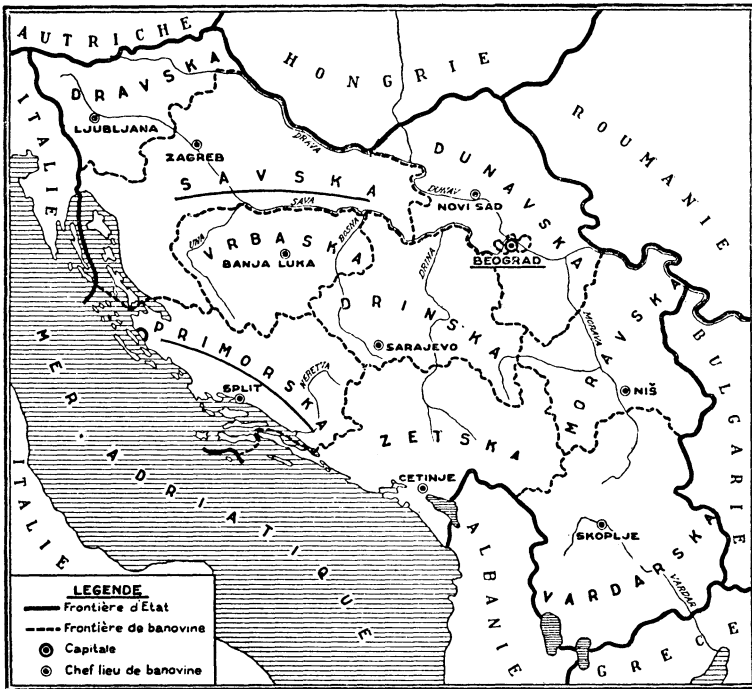 AUTRICHE
HONGRIE
ITALIE
ROUMANIE
DRAVSKA
LJUBLJANA
ZAGREB
DRAVA
SAVSKA
SAVA
DUNAVSKA
DUNAV
NOVI SAD
BEOGRAD
UNA
VRBASKA
BANJA LUKA
BOSNA
DRINA
DRINSKA
SARAJEVO
MORAVA
MORAVSKA
NIŠ
BULGARIE
PRIMORSKA
SPLIT
NERETVA
ZETSKA
CETINJE
MER ADRIATIQUE
ITALIE
ALBANIE
SKOPLJE
VARDARSKA
VARDAR
GRECE
LEGENDE
Frontière d'Etat
Frontière de banovine
Capitale
Chef lieu de banovine